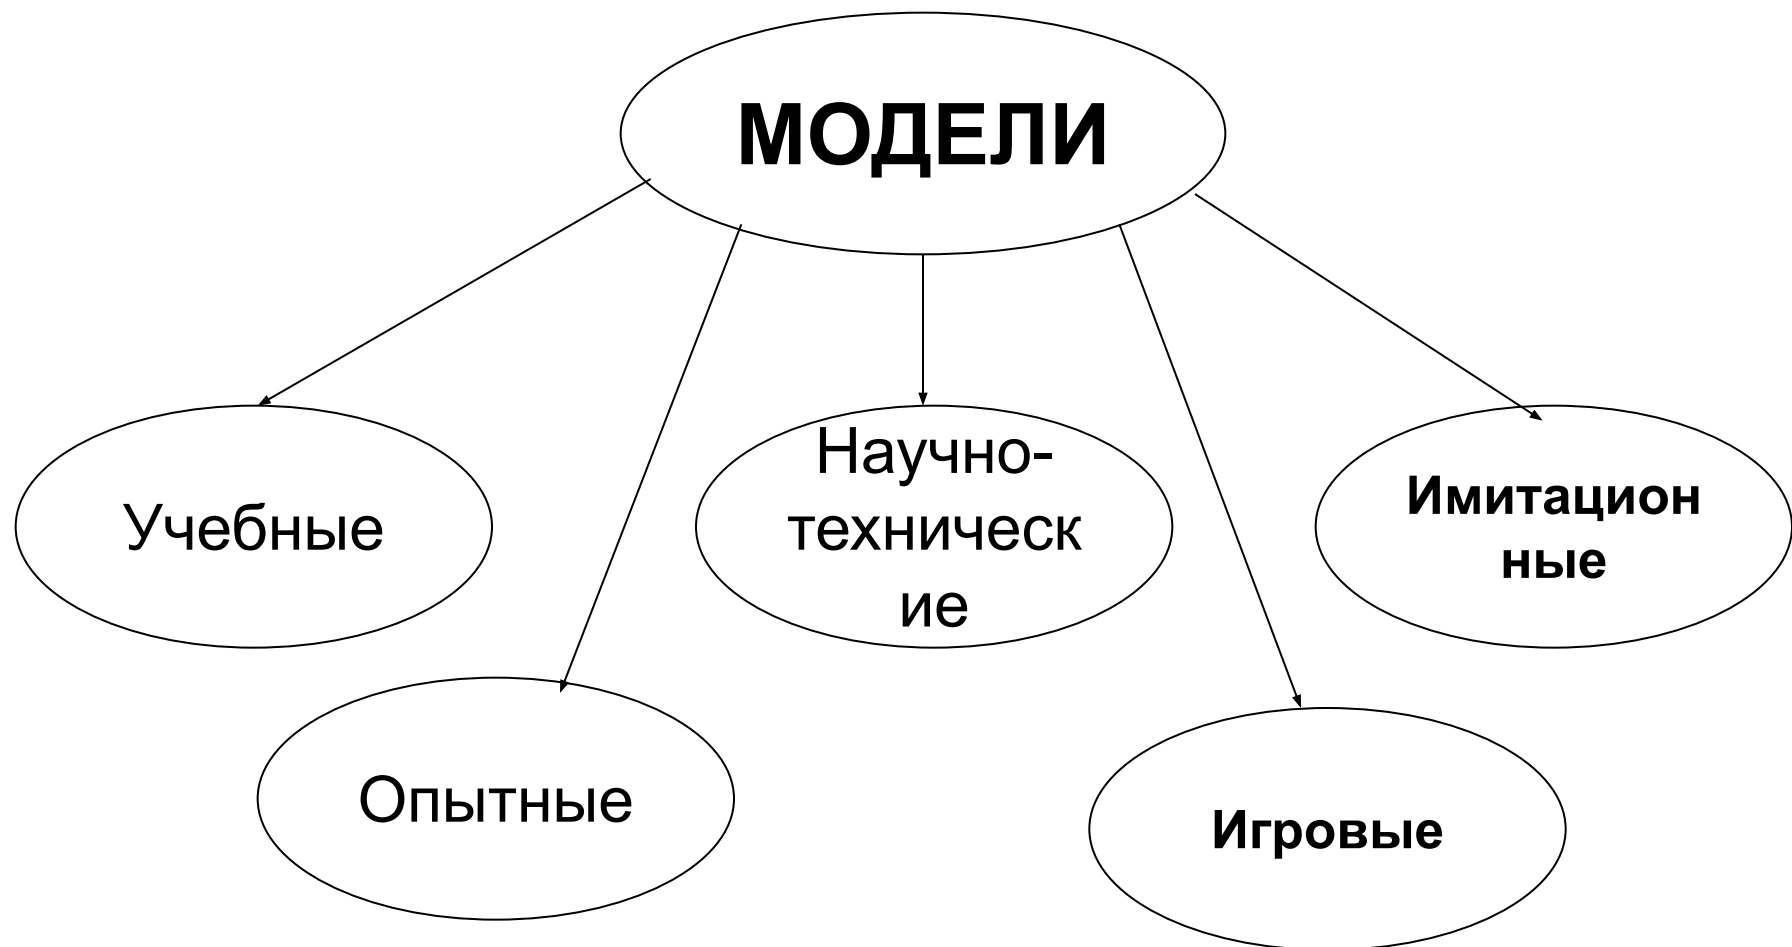 МОДЕЛИ
Учебные
Научно-
техническ
ие
Имитацион
ные
Опытные
Игровые